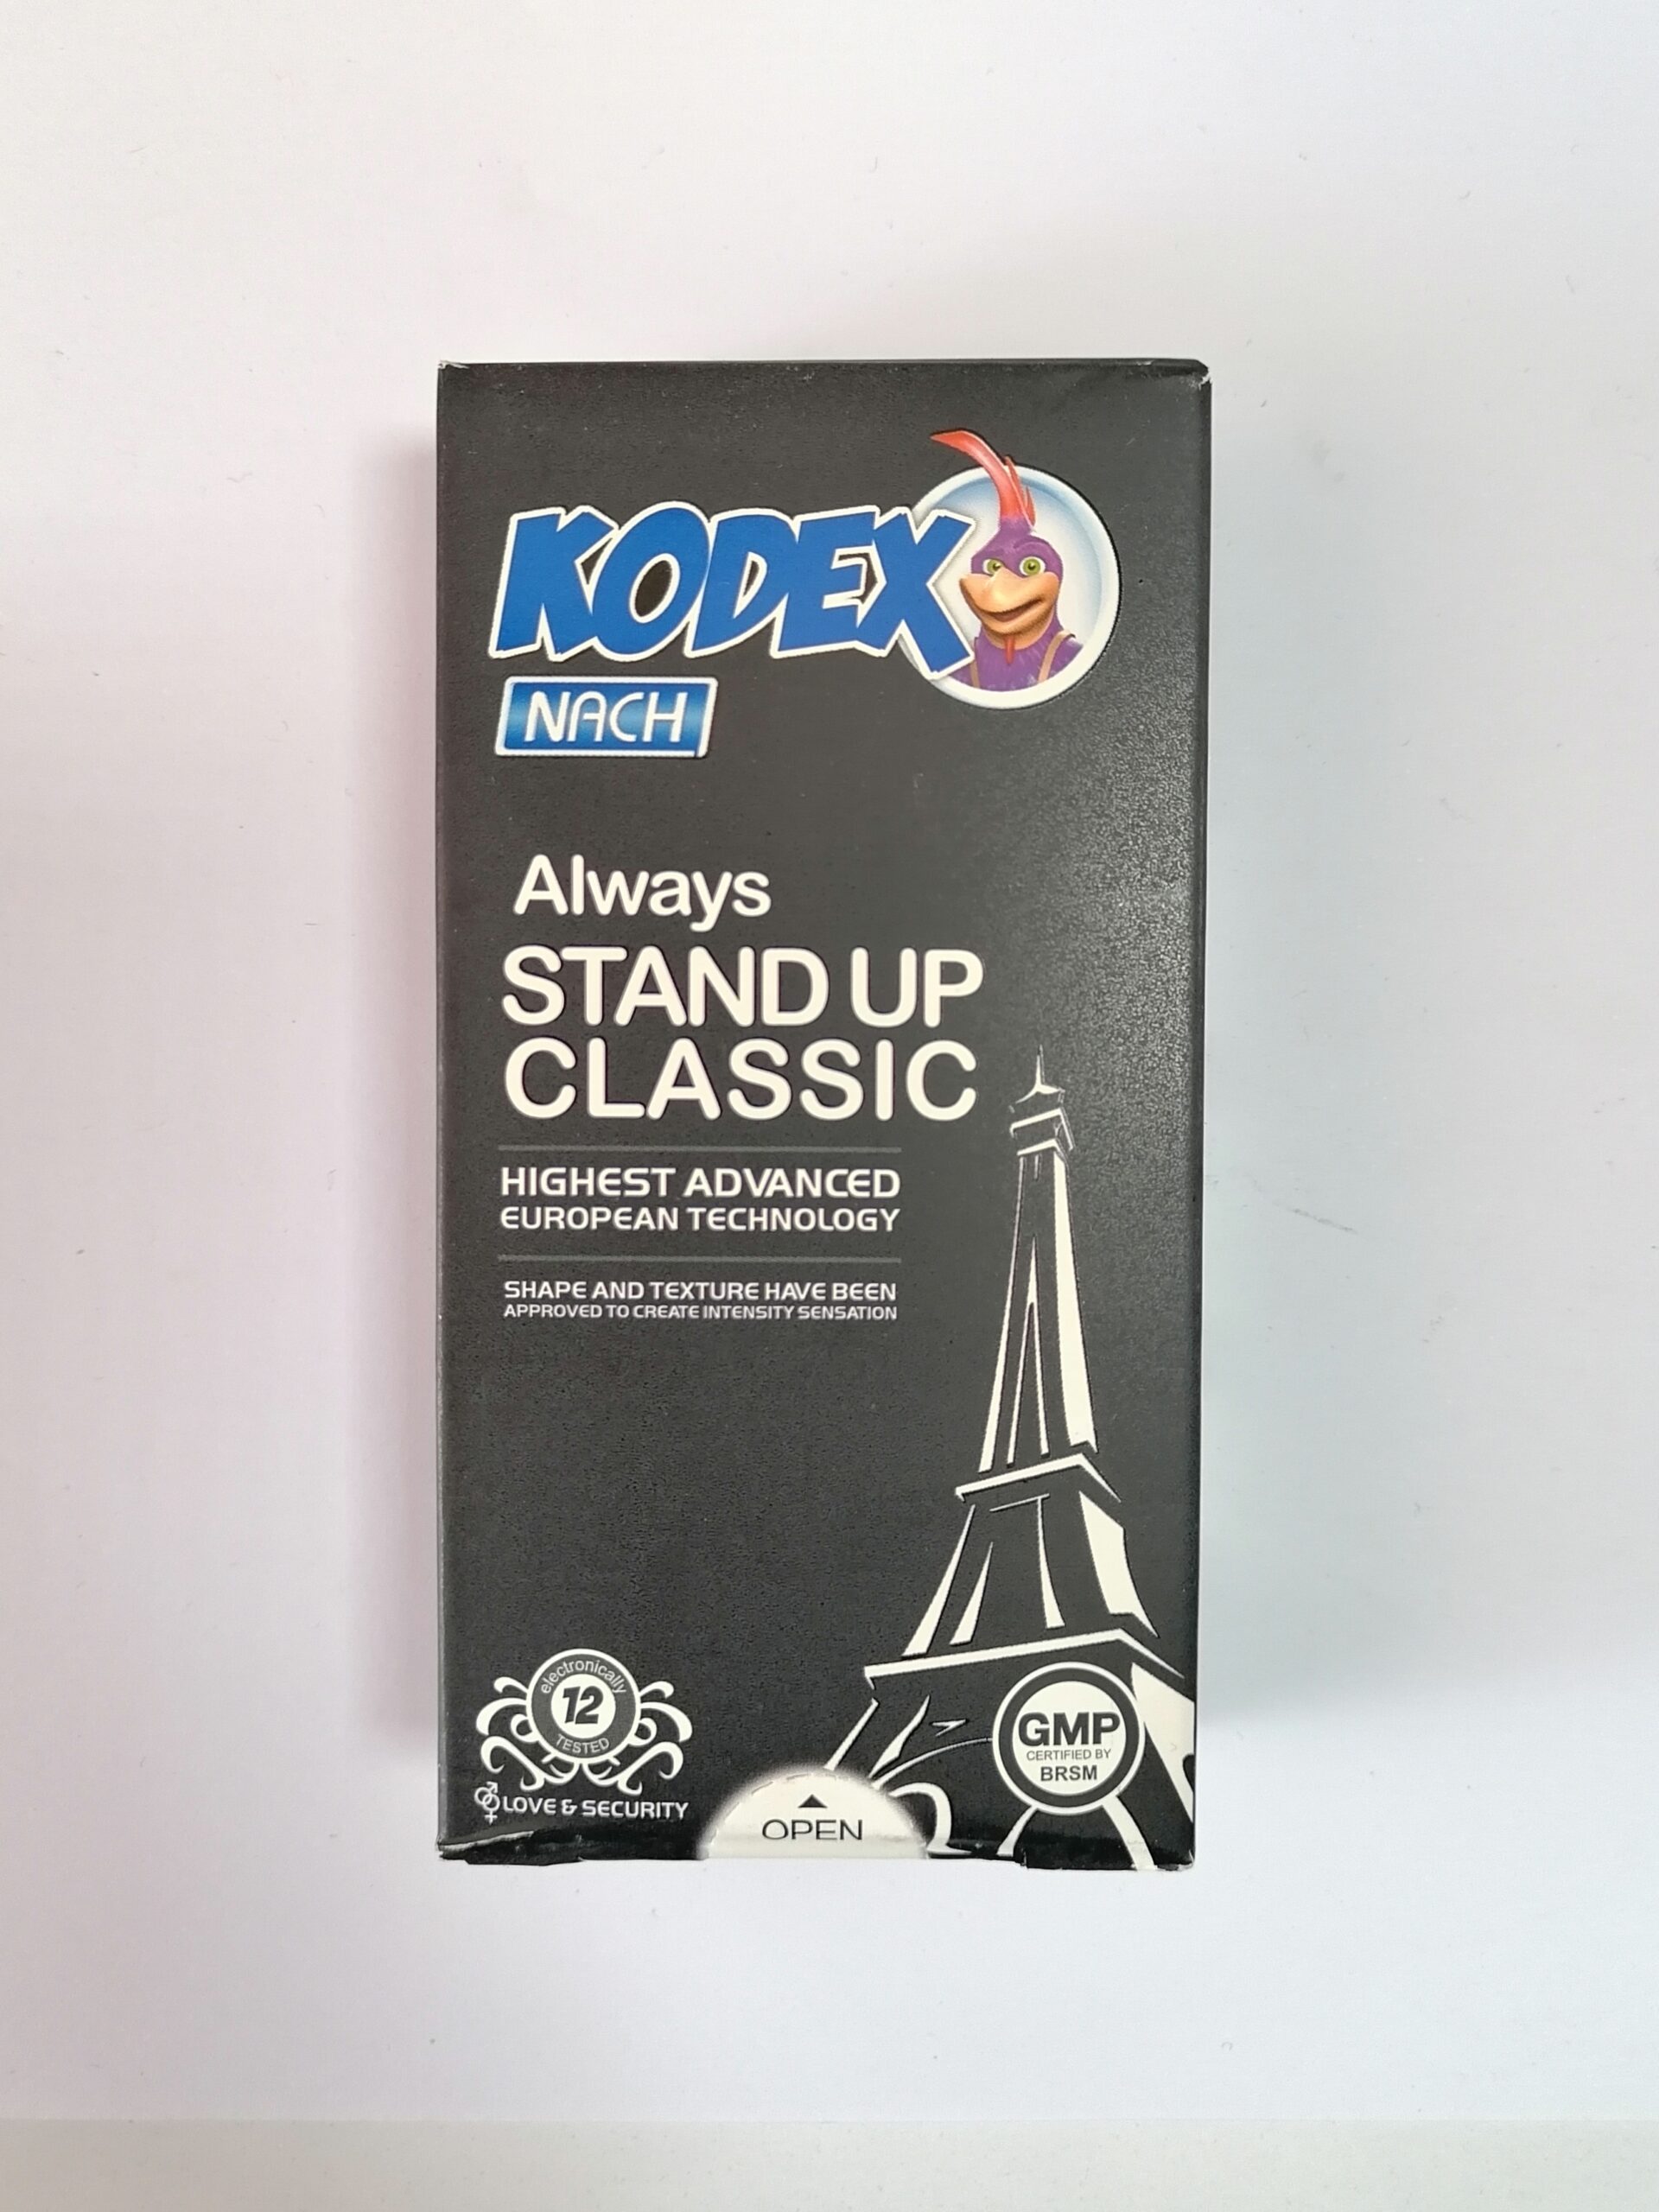 KODEX
NACH
Always
STAND UP
CLASSIC
HIGHEST ADVANCED
EUROPEAN TECHNOLOGY
SHAPE AND TEXTURE HAVE BEEN
APPROVED TO CREATE INTENSITY SENSATION
electronically
12
TESTED
LOVE & SECURITY
OPEN
GMP
CERTIFIED BY
BRSM